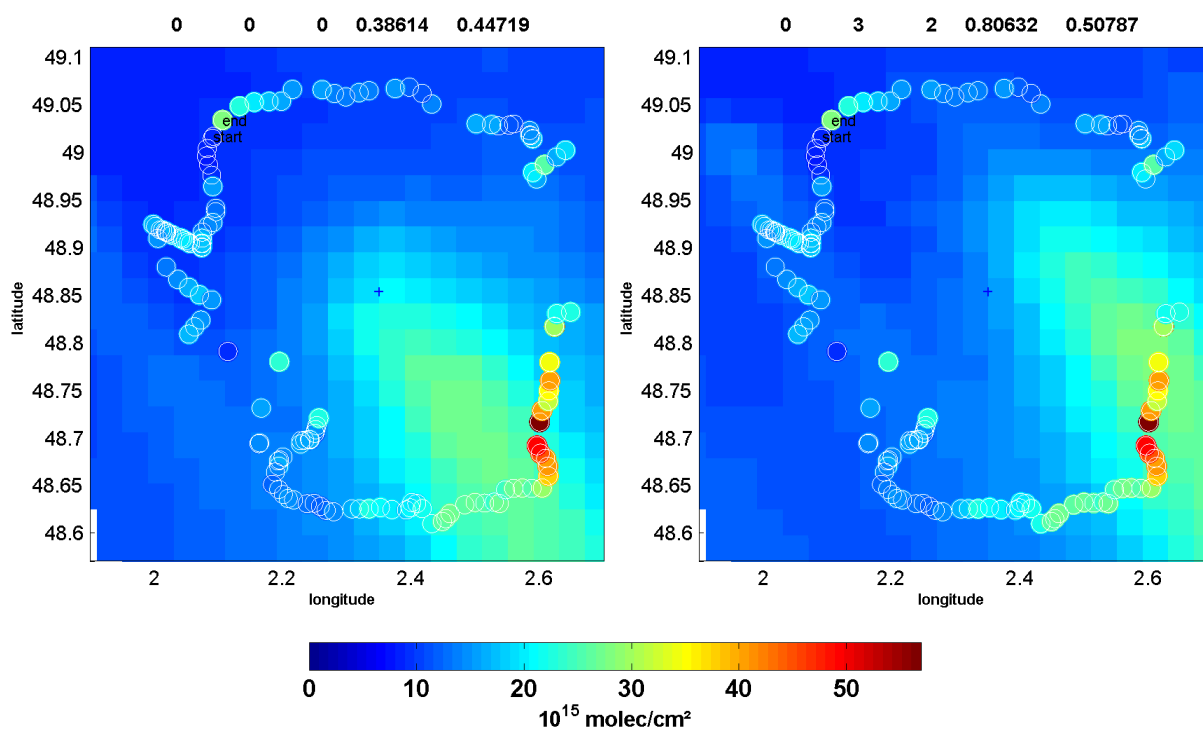 0 0 0 0.38614 0.44719
0 3 2 0.80632 0.50787
49.1
49.05
49
48.95
48.9
48.85
48.8
48.75
48.7
48.65
48.6
latitude
end
start
2 2.2 2.4 2.6
longitude
49.1
49.05
49
48.95
48.9
48.85
48.8
48.75
48.7
48.65
48.6
latitude
end
start
2 2.2 2.4 2.6
longitude
0 10 20 30 40 50
10¹⁵ molec/cm²